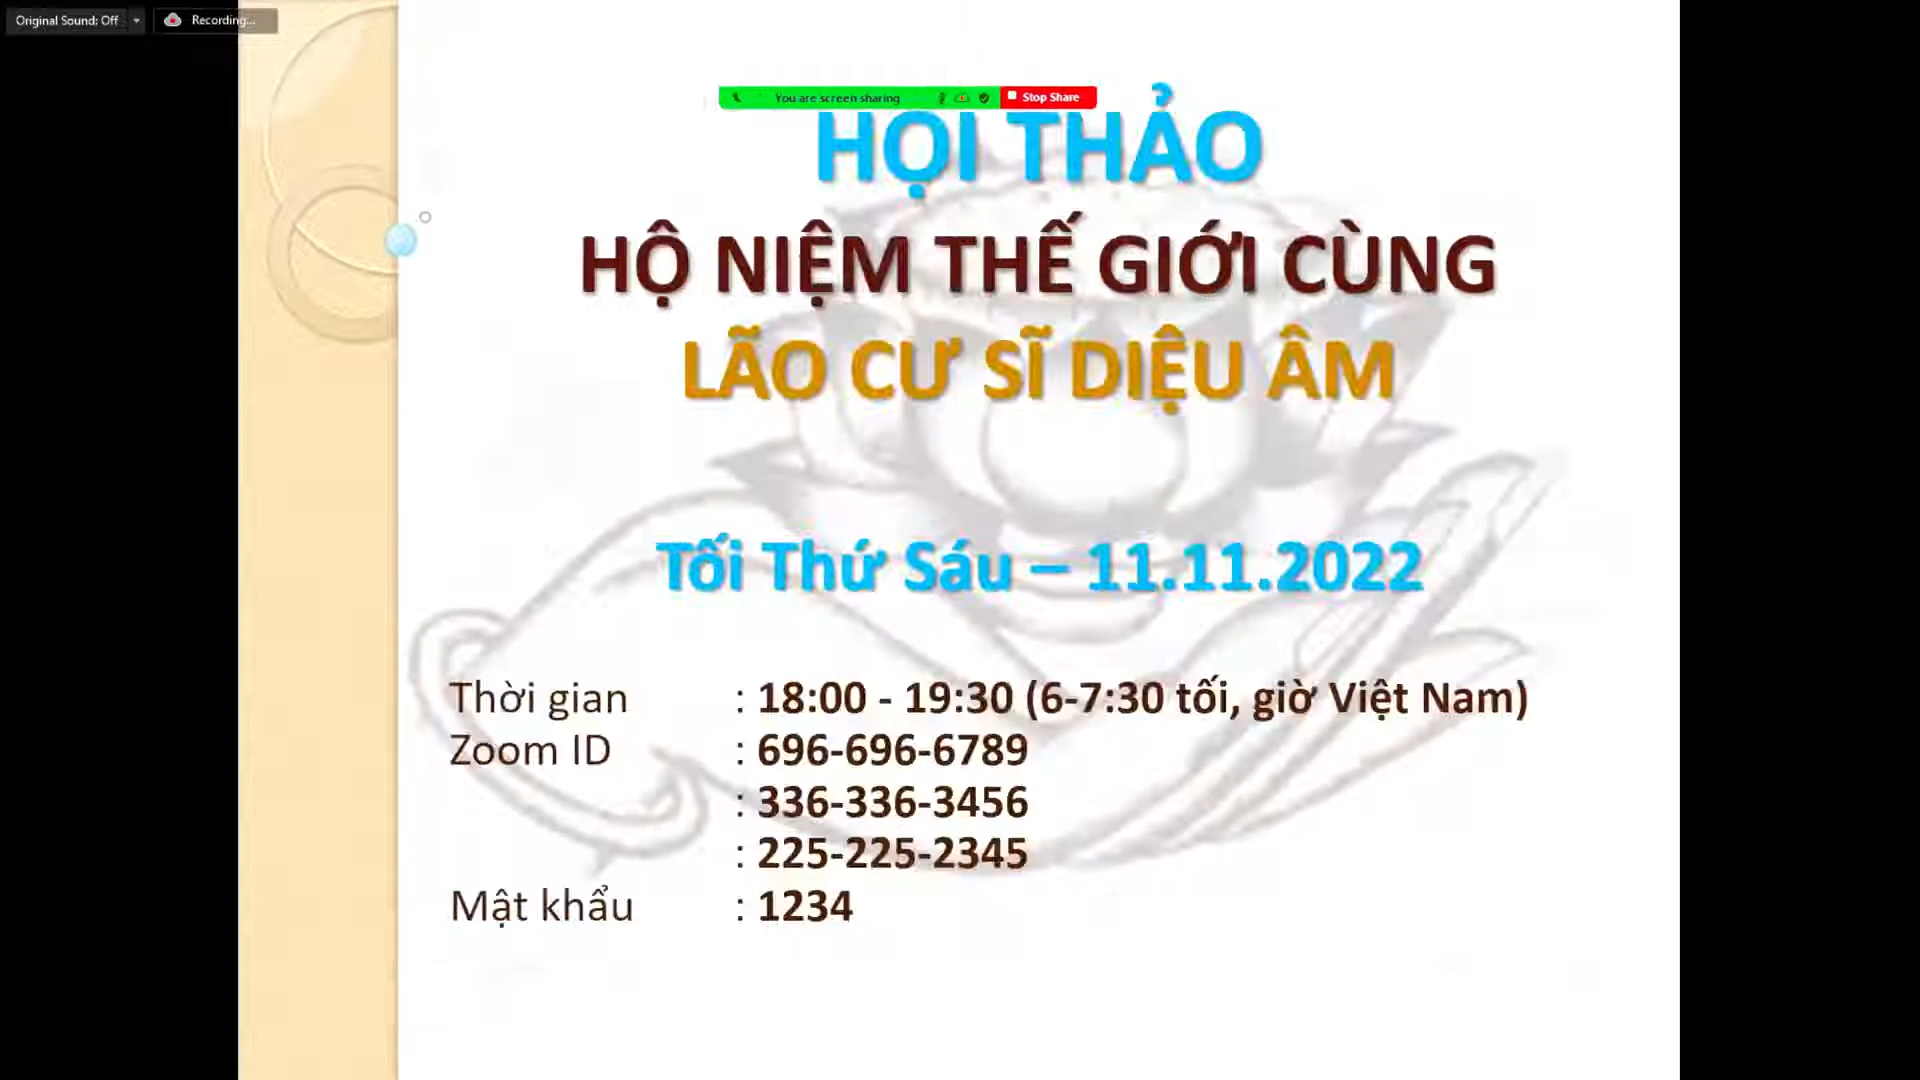 Original Sound: Off
Recording...
You are screen sharing
Stop Share
HỘI THẢO
HỘ NIỆM THẾ GIỚI CÙNG
LÃO CƯ SĨ DIỆU ÂM
Tối Thứ Sáu – 11.11.2022
Thời gian : 18:00 - 19:30 (6-7:30 tối, giờ Việt Nam)
Zoom ID : 696-696-6789
: 336-336-3456
: 225-225-2345
Mật khẩu : 1234